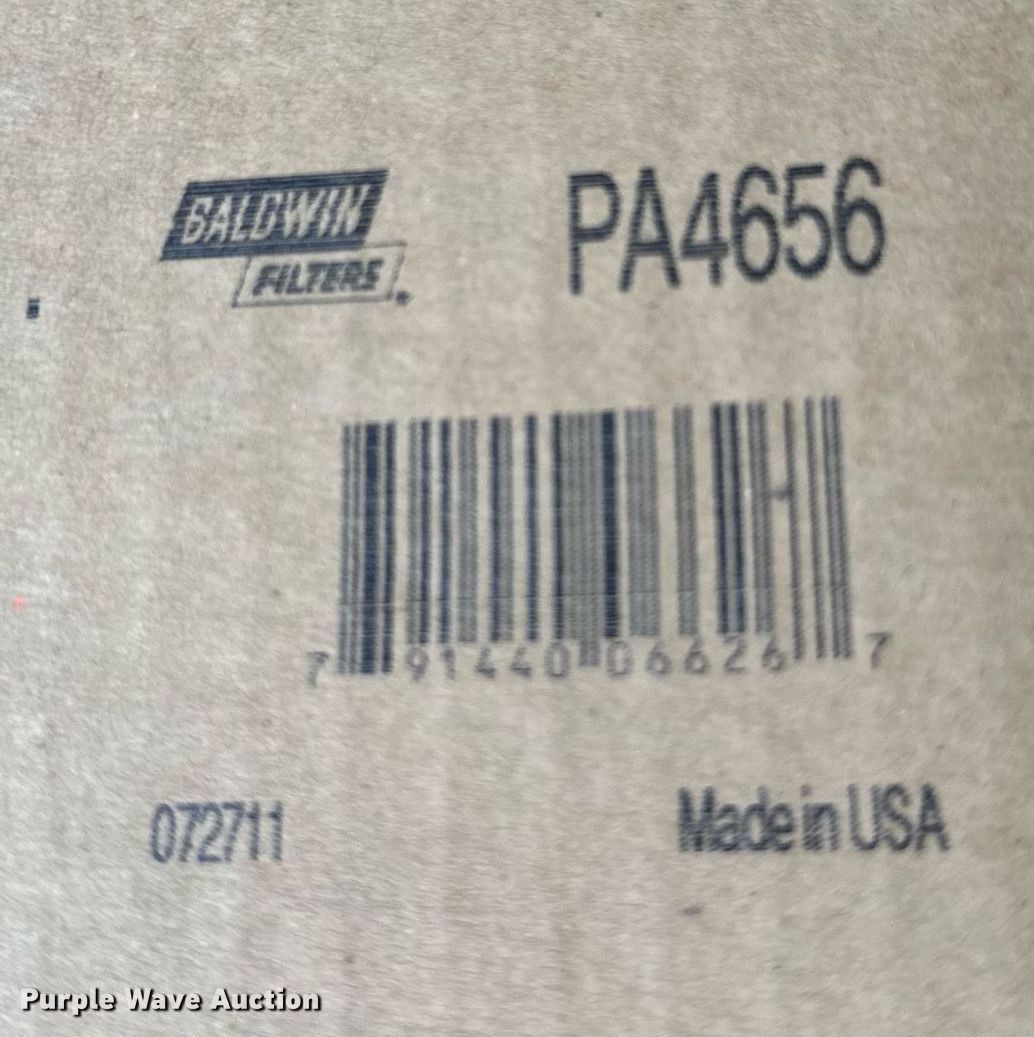 BALDWIN
FILTERS
PA4656
7 91440 06626 7
072711
Made in USA
Purple Wave Auction